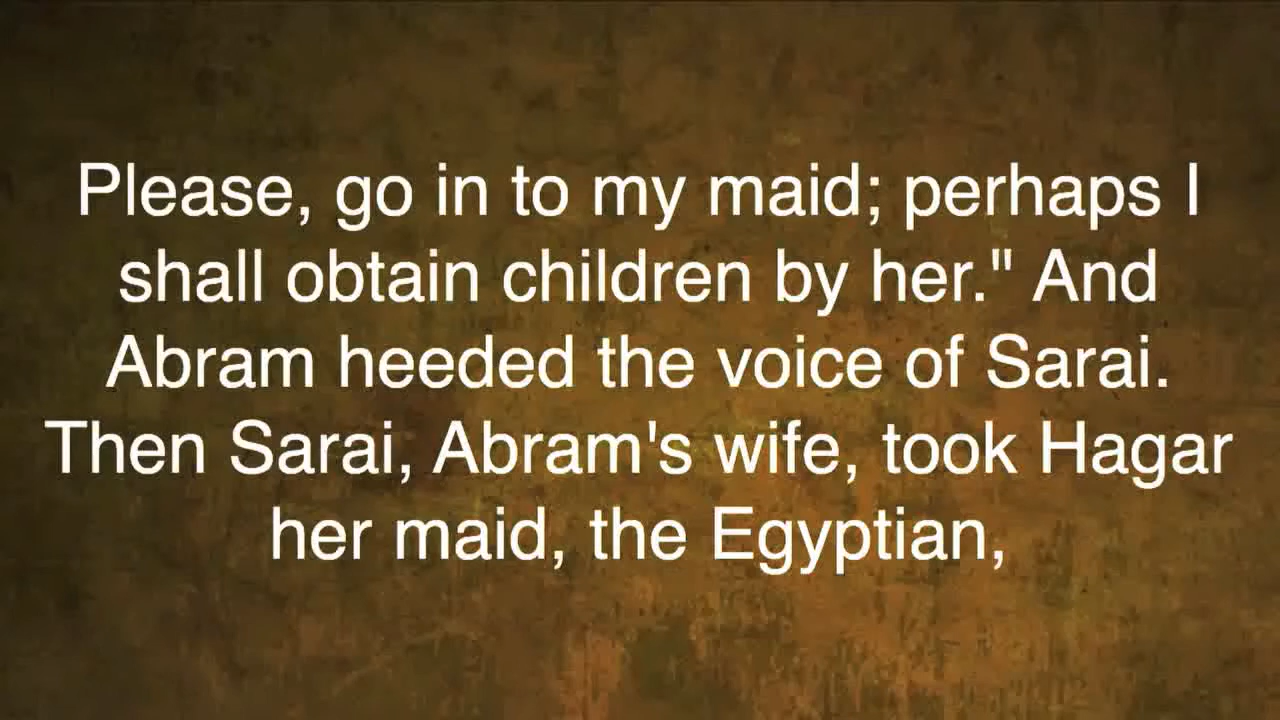 Please, go in to my maid; perhaps I
shall obtain children by her." And
Abram heeded the voice of Sarai.
Then Sarai, Abram's wife, took Hagar
her maid, the Egyptian,